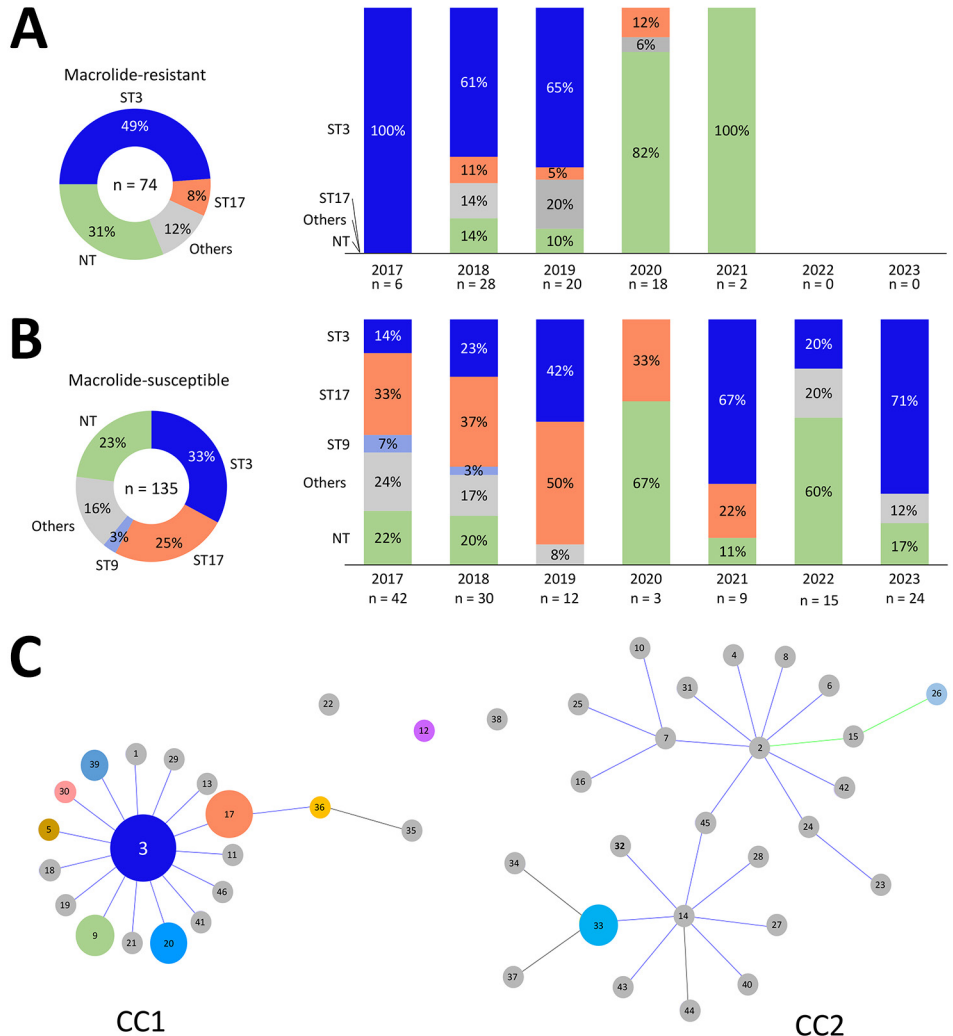 A
Macrolide-resistant
ST3
49%
n = 74
8%
ST17
12%
Others
31%
NT
ST3
ST17
Others
NT
100%
61%
11%
14%
14%
65%
5%
20%
10%
12%
6%
82%
100%
2017 2018 2019 2020 2021 2022 2023
n = 6 n = 28 n = 20 n = 18 n = 2 n = 0 n = 0
B
Macrolide-susceptible
NT
23%
33%
ST3
n = 135
16%
Others
3%
ST9
25%
ST17
ST3
ST17
ST9
Others
NT
14%
33%
7%
24%
22%
23%
37%
3%
17%
20%
42%
50%
8%
33%
67%
67%
22%
11%
20%
20%
60%
71%
12%
17%
2017 2018 2019 2020 2021 2022 2023
n = 42 n = 30 n = 12 n = 3 n = 9 n = 15 n = 24
C
22
12
38
39
1
29
13
30
17
36
35
5
3
11
18
46
19
41
9
21
20
CC1
10
4
8
31
6
26
25
7
2
15
16
42
45
24
32
28
23
34
33
14
27
37
43
44
40
CC2